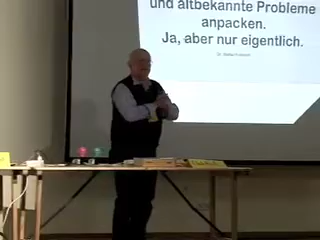 und altbekannte Probleme
anpacken.
Ja, aber nur eigentlich.